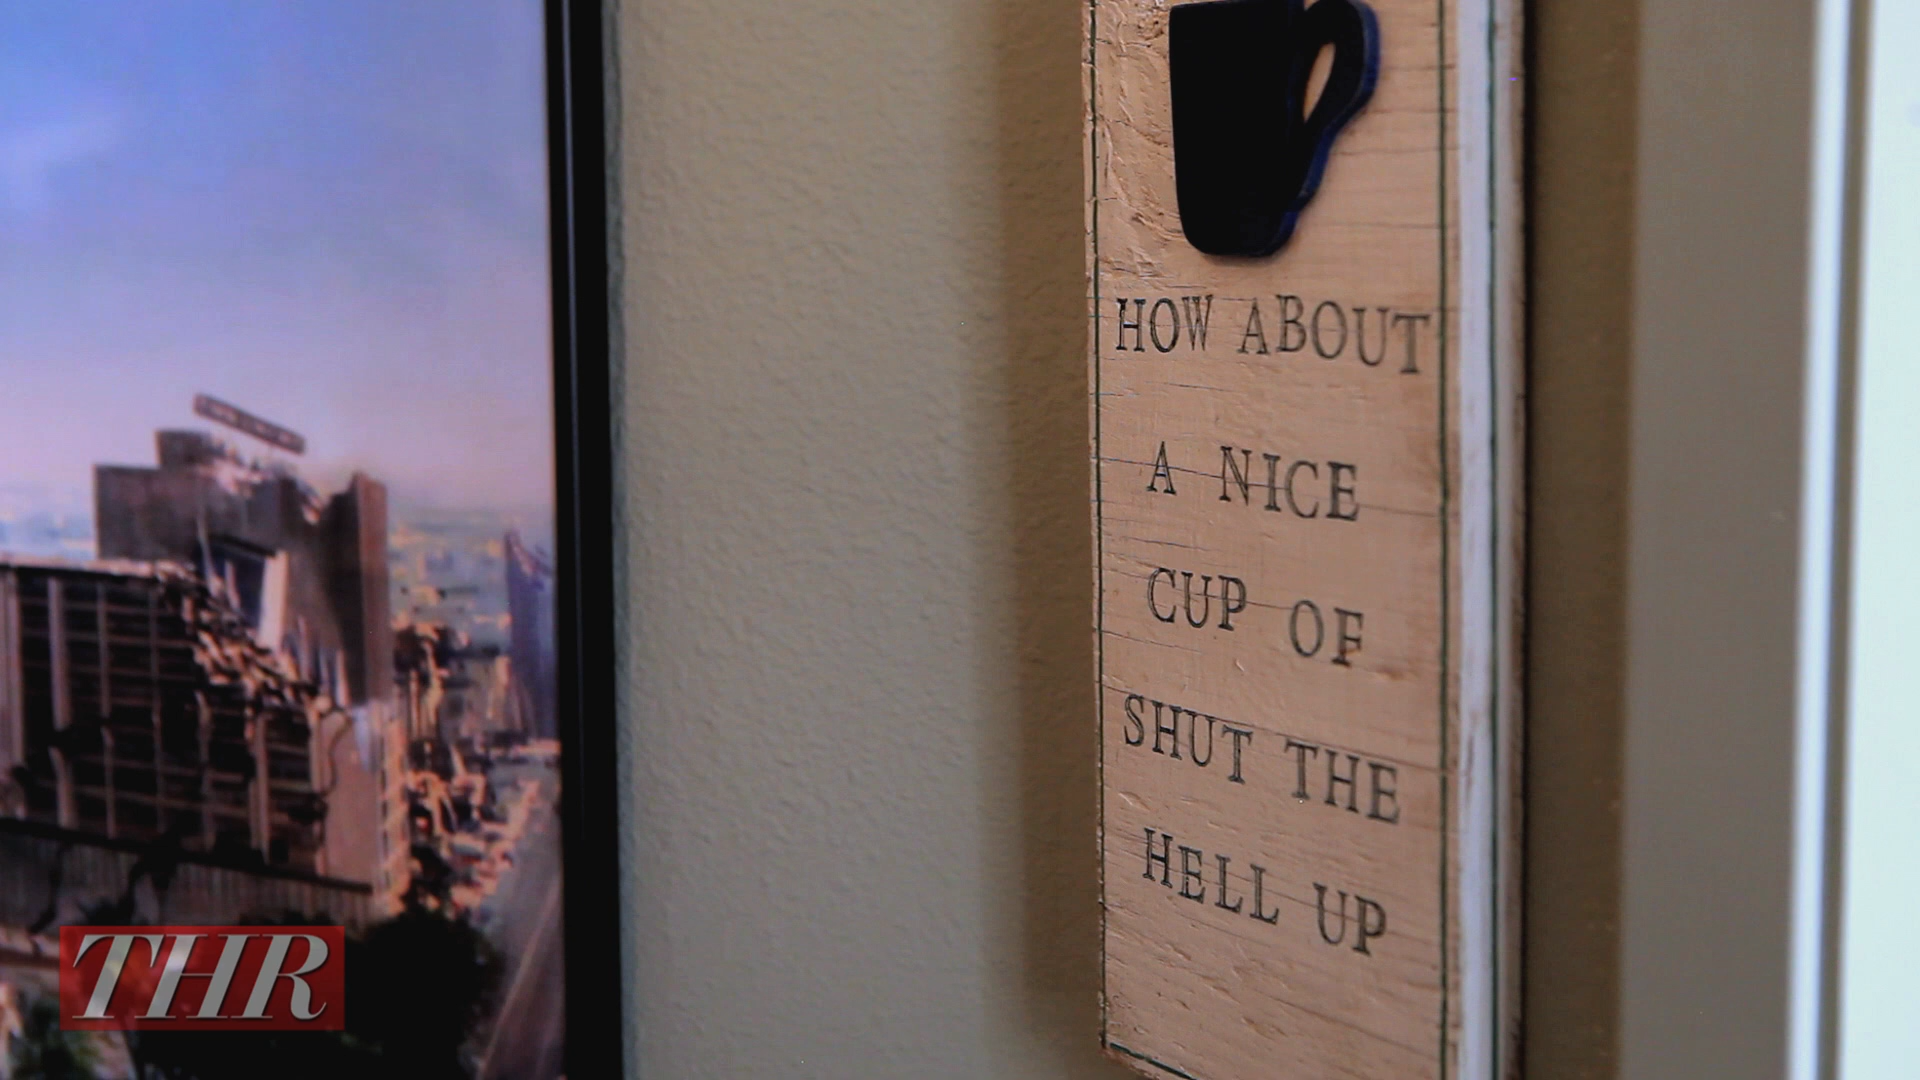 HOW ABOUT
A NICE
CUP OF
SHUT THE
HELL UP
THR